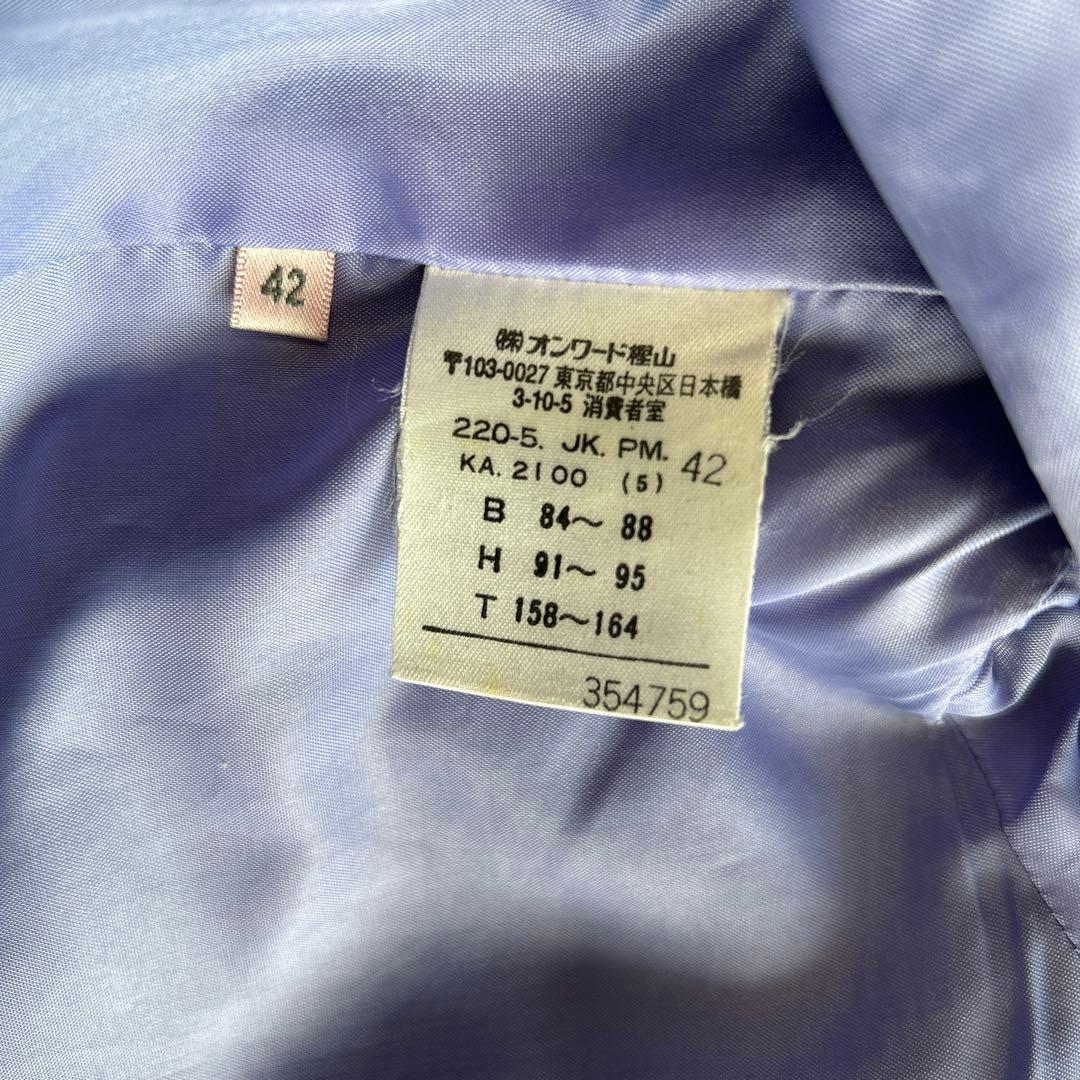 42
㈱オンワード樫山
〒103-0027 東京都中央区日本橋
3-10-5 消費者室
220-5. JK. PM. 42
KA. 2100 (5)
B 84～ 88
H 91～ 95
T 158～164
354759